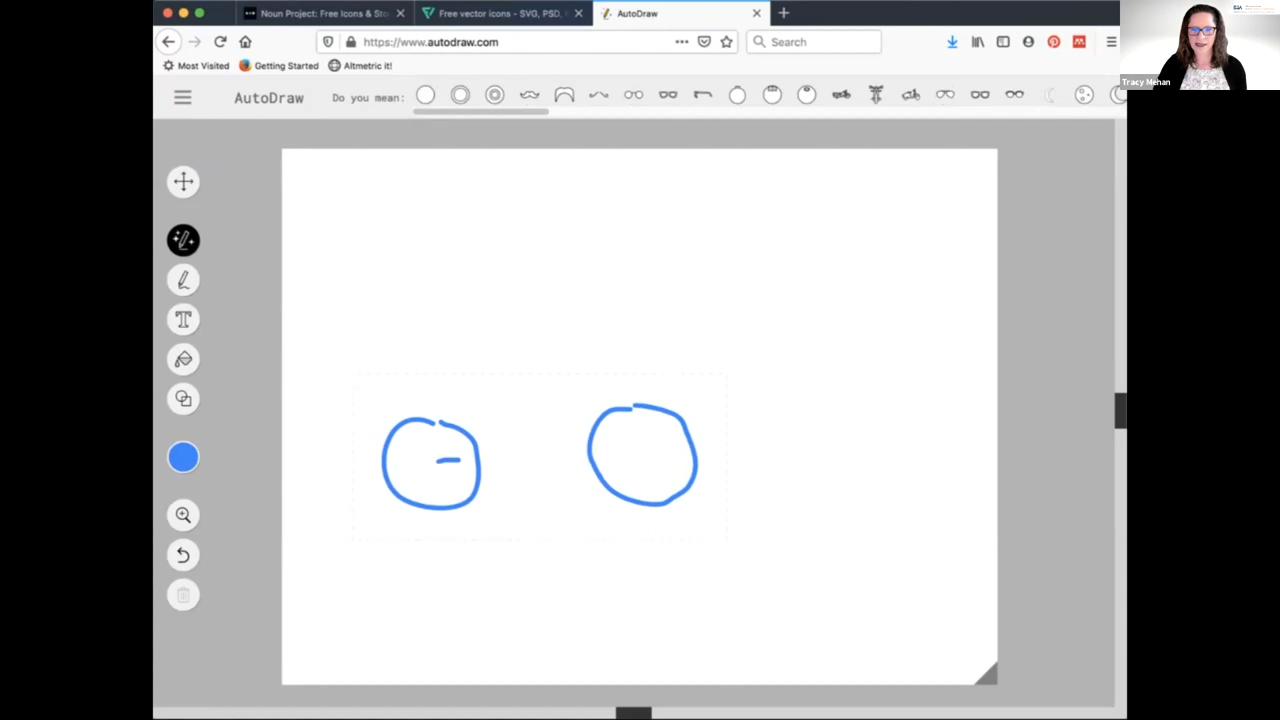 Noun Project: Free Icons & Sto
Free vector icons - SVG, PSD,
AutoDraw
https://www.autodraw.com
Search
Most Visited
Getting Started
Altmetric it!
AutoDraw
Do you mean:
T
Tracy Mehan